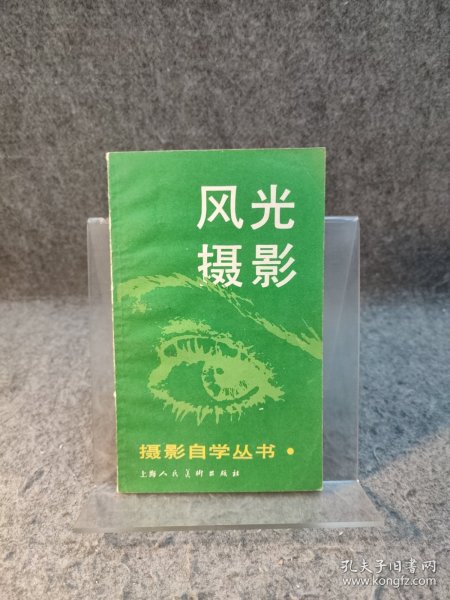 风光
摄影
摄影自学丛书·
上海人民美术出版社
孔夫子旧书网
www.kongfz.com